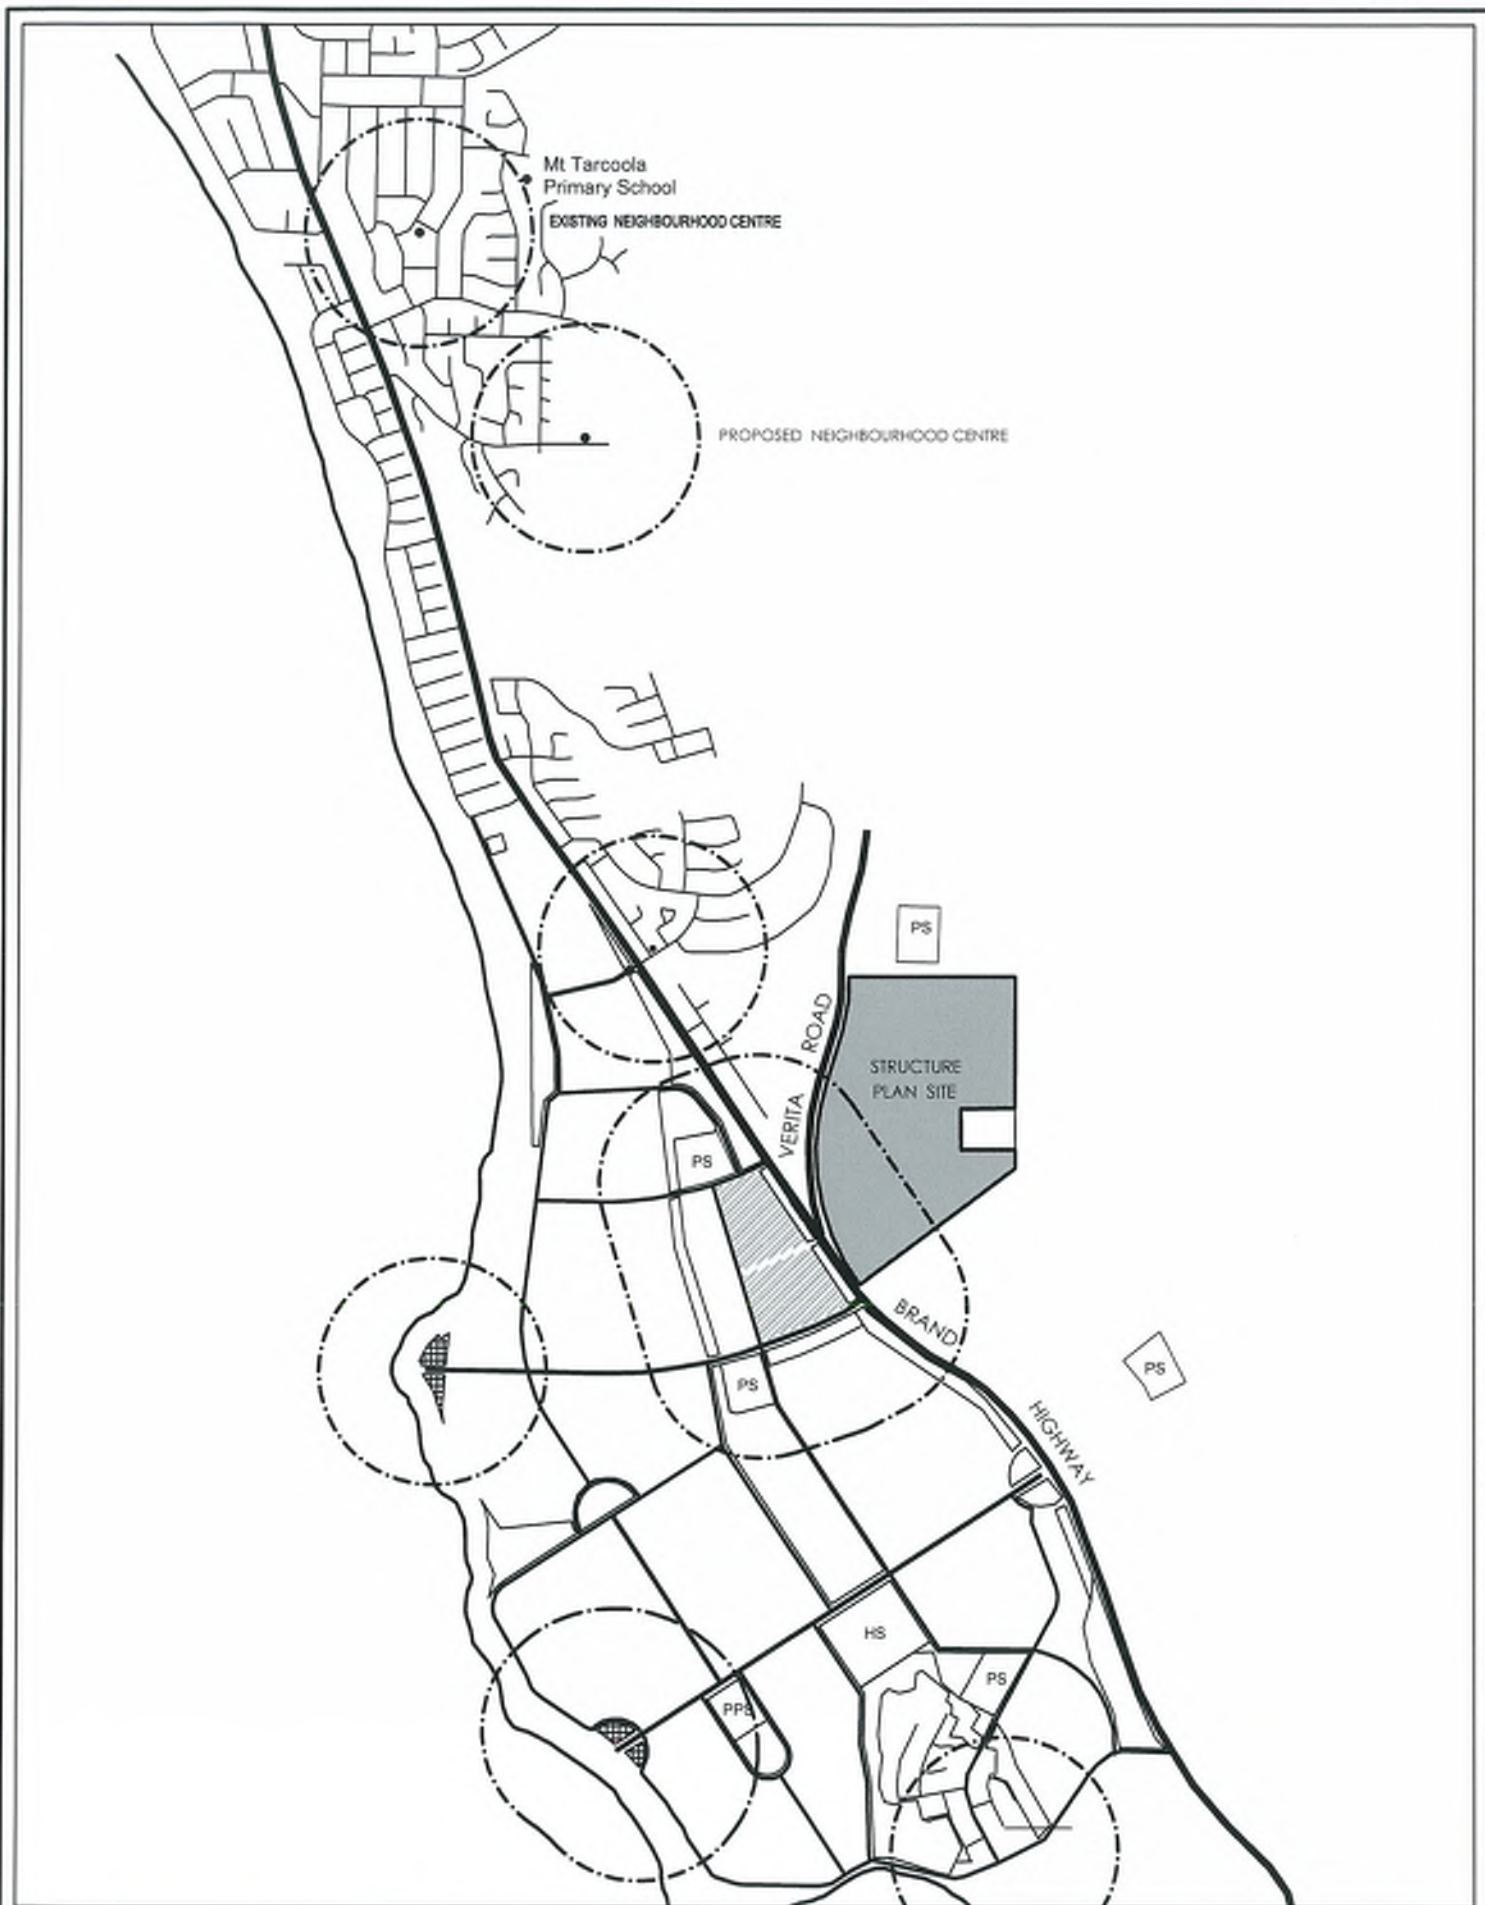 Mt Tarcoola
Primary School
EXISTING NEIGHBOURHOOD CENTRE
PROPOSED NEIGHBOURHOOD CENTRE
PS
VERITA ROAD
STRUCTURE
PLAN SITE
PS
BRAND HIGHWAY
PS
PS
HS
PS
PPS